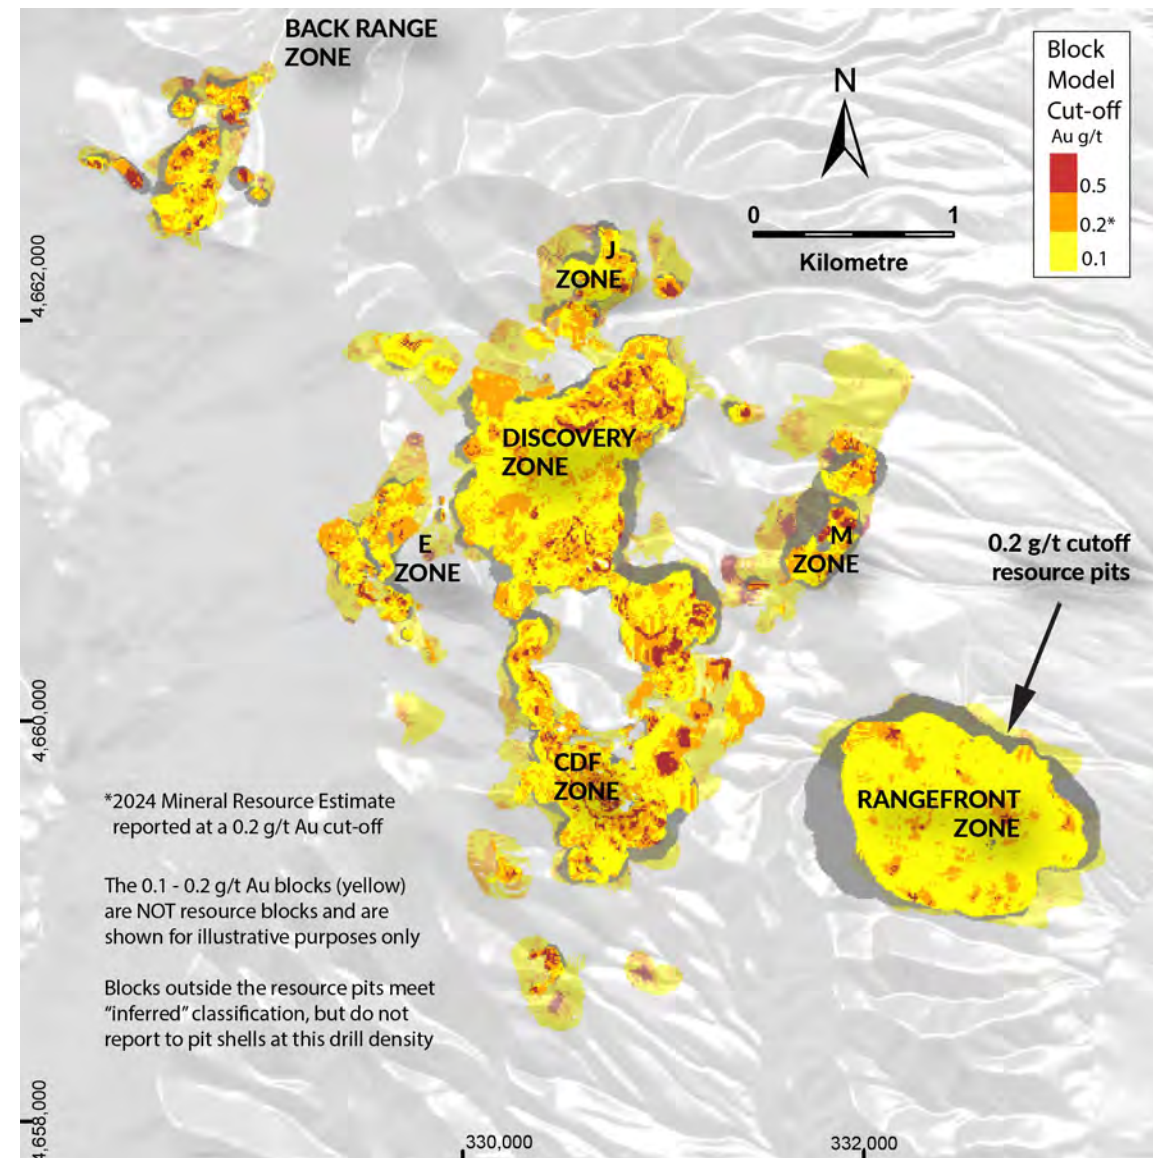 BACK RANGE
ZONE
Block
Model
Cut-off
Au g/t
0.5
0.2*
0.1
N
0 1
Kilometre
J
ZONE
4,662,000
DISCOVERY
ZONE
E
ZONE
M
ZONE
0.2 g/t cutoff
resource pits
4,660,000
CDF
ZONE
RANGEFRONT
ZONE
*2024 Mineral Resource Estimate
reported at a 0.2 g/t Au cut-off
The 0.1 - 0.2 g/t Au blocks (yellow)
are NOT resource blocks and are
shown for illustrative purposes only
Blocks outside the resource pits meet
“inferred” classification, but do not
report to pit shells at this drill density
4,658,000
330,000
332,000